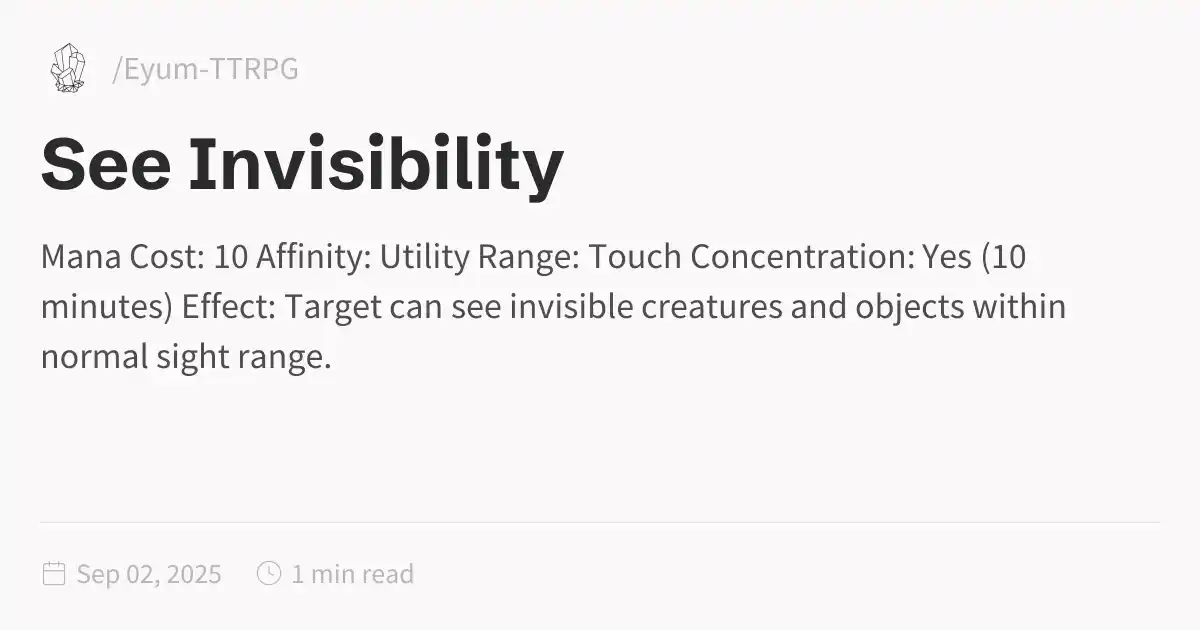 /Eyum-TTRPG
See Invisibility
Mana Cost: 10 Affinity: Utility Range: Touch Concentration: Yes (10
minutes) Effect: Target can see invisible creatures and objects within
normal sight range.
Sep 02, 2025 1 min read